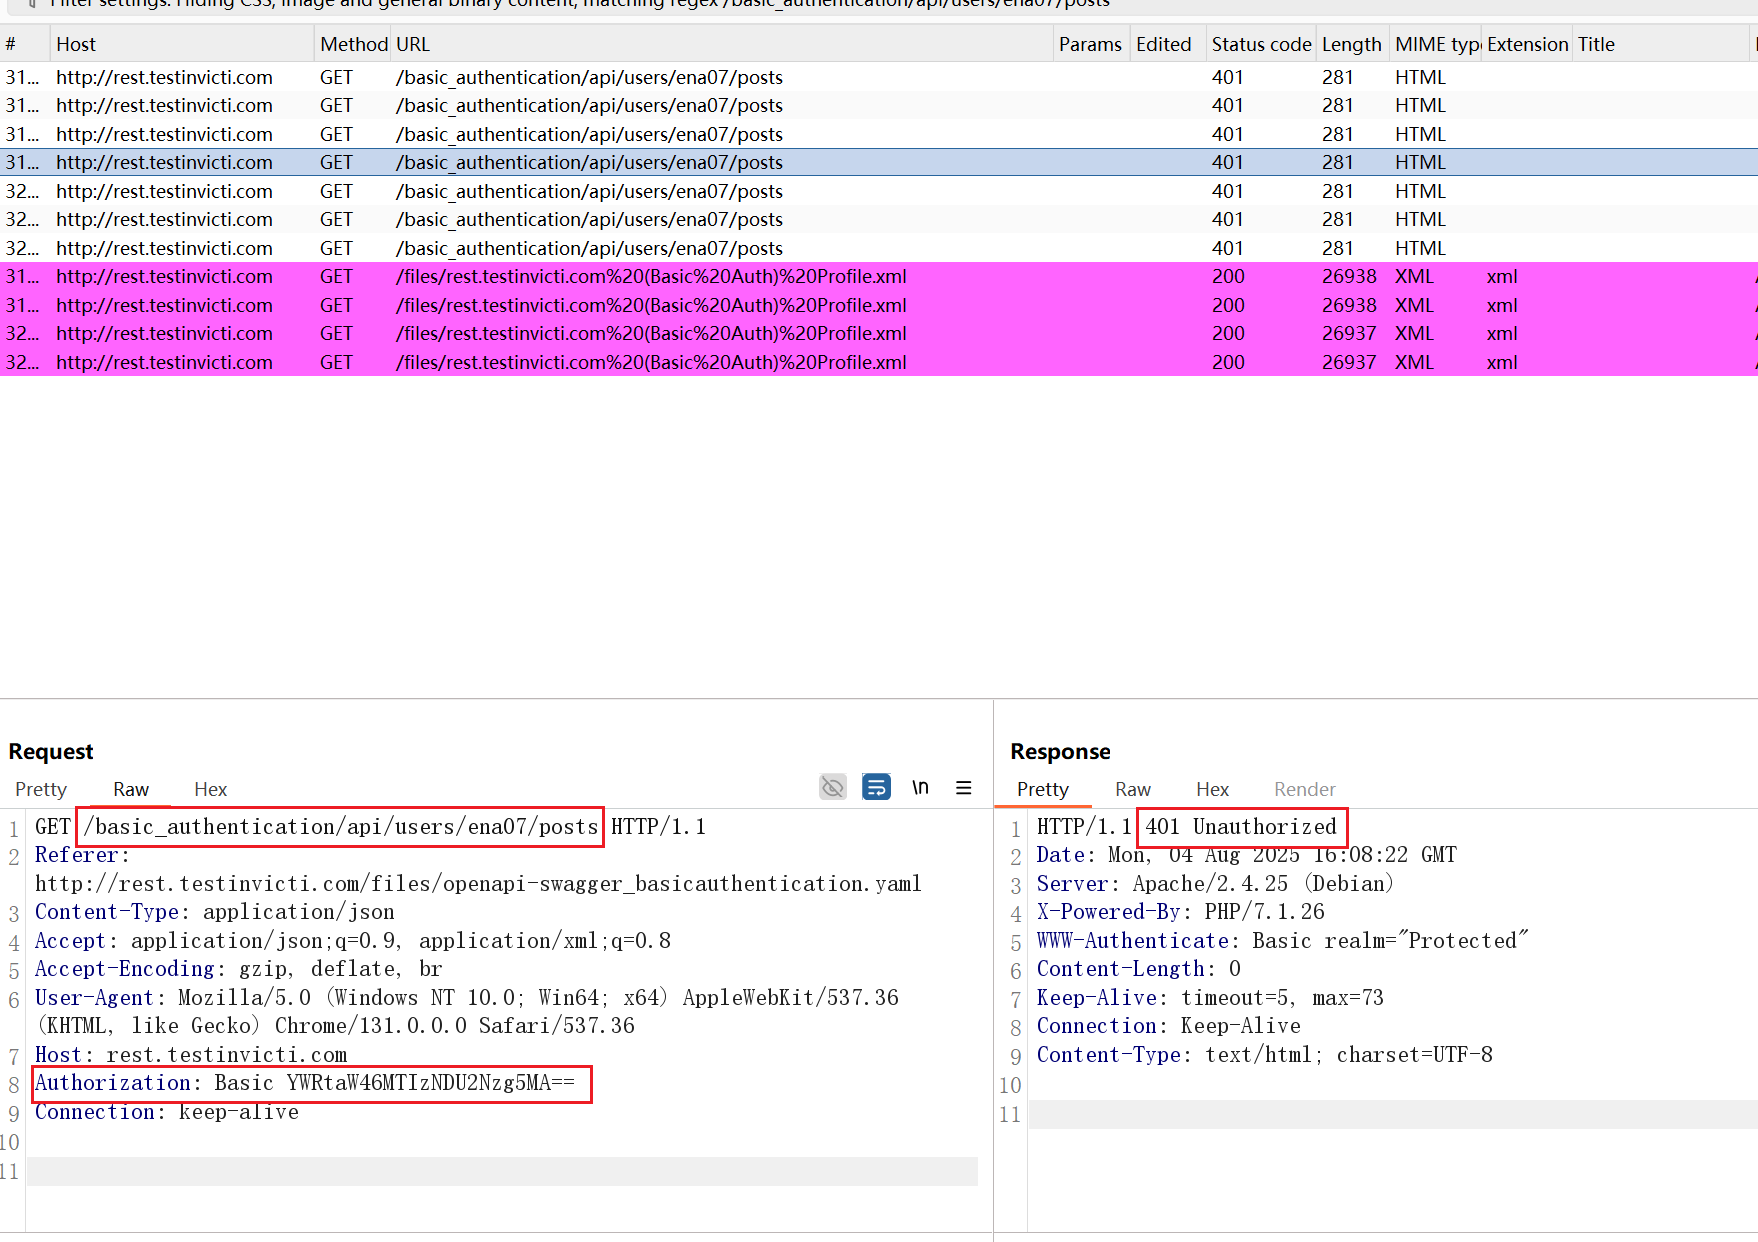 Filter settings: Hiding CSS, image and general binary content; matching regex /basic_authentication/api/users/ena07/posts
# Host Method URL Params Edited Status code Length MIME typ Extension Title
31... http://rest.testinvicti.com GET /basic_authentication/api/users/ena07/posts 401 281 HTML
31... http://rest.testinvicti.com GET /basic_authentication/api/users/ena07/posts 401 281 HTML
31... http://rest.testinvicti.com GET /basic_authentication/api/users/ena07/posts 401 281 HTML
31... http://rest.testinvicti.com GET /basic_authentication/api/users/ena07/posts 401 281 HTML
32... http://rest.testinvicti.com GET /basic_authentication/api/users/ena07/posts 401 281 HTML
32... http://rest.testinvicti.com GET /basic_authentication/api/users/ena07/posts 401 281 HTML
32... http://rest.testinvicti.com GET /basic_authentication/api/users/ena07/posts 401 281 HTML
31... http://rest.testinvicti.com GET /files/rest.testinvicti.com%20(Basic%20Auth)%20Profile.xml 200 26938 XML xml
31... http://rest.testinvicti.com GET /files/rest.testinvicti.com%20(Basic%20Auth)%20Profile.xml 200 26938 XML xml
32... http://rest.testinvicti.com GET /files/rest.testinvicti.com%20(Basic%20Auth)%20Profile.xml 200 26937 XML xml
32... http://rest.testinvicti.com GET /files/rest.testinvicti.com%20(Basic%20Auth)%20Profile.xml 200 26937 XML xml
Request
Pretty Raw Hex \n
1 GET /basic_authentication/api/users/ena07/posts HTTP/1.1
2 Referer:
http://rest.testinvicti.com/files/openapi-swagger_basicauthentication.yaml
3 Content-Type: application/json
4 Accept: application/json;q=0.9, application/xml;q=0.8
5 Accept-Encoding: gzip, deflate, br
6 User-Agent: Mozilla/5.0 (Windows NT 10.0; Win64; x64) AppleWebKit/537.36
(KHTML, like Gecko) Chrome/131.0.0.0 Safari/537.36
7 Host: rest.testinvicti.com
8 Authorization: Basic YWRtaW46MTIzNDU2Nzg5MA==
9 Connection: keep-alive
10
11
Response
Pretty Raw Hex Render
1 HTTP/1.1 401 Unauthorized
2 Date: Mon, 04 Aug 2025 16:08:22 GMT
3 Server: Apache/2.4.25 (Debian)
4 X-Powered-By: PHP/7.1.26
5 WWW-Authenticate: Basic realm="Protected"
6 Content-Length: 0
7 Keep-Alive: timeout=5, max=73
8 Connection: Keep-Alive
9 Content-Type: text/html; charset=UTF-8
10
11